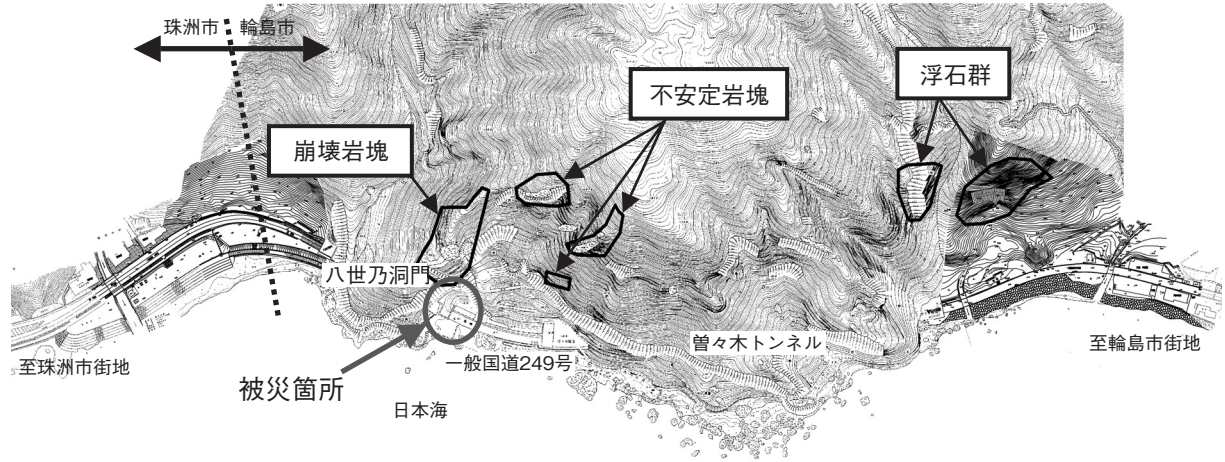 珠洲市
輪島市
浮石群
不安定岩塊
崩壊岩塊
八世乃洞門
曽々木トンネル
至輪島市街地
一般国道249号
至珠洲市街地
被災箇所
日本海